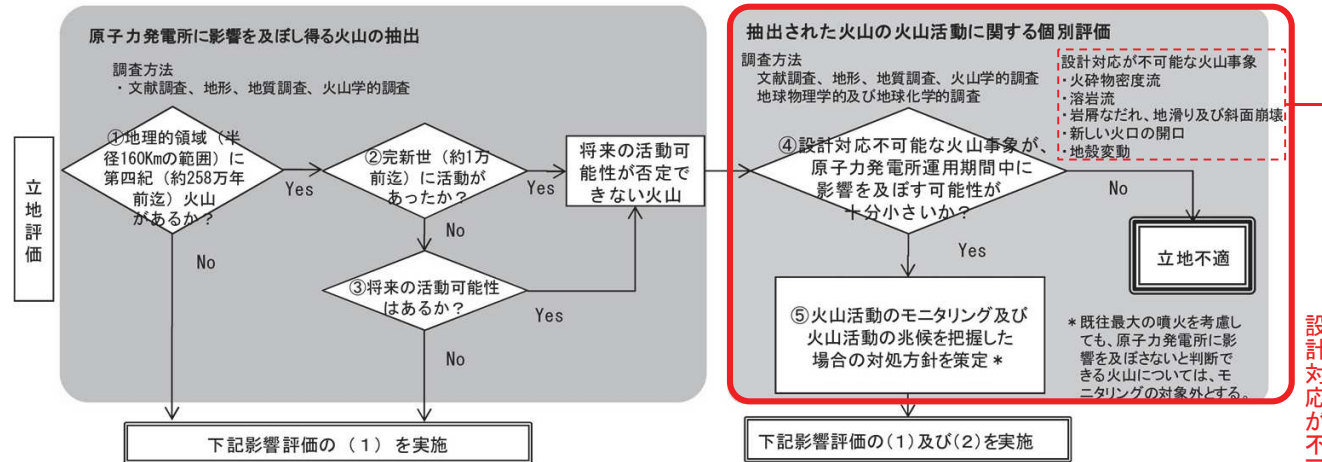 原子力発電所に影響を及ぼし得る火山の抽出
調査方法
・文献調査、地形、地質調査、火山学的調査
立地評価
①地理的領域（半
径160Kmの範囲）に
第四紀（約258万年
前迄）火山
があるか？
Yes
No
②完新世（約1万
前迄）に活動が
あったか？
Yes
No
③将来の活動可能性
はあるか？
Yes
No
将来の活動可
能性が否定で
きない火山
下記影響評価の（1）を実施
抽出された火山の火山活動に関する個別評価
調査方法
文献調査、地形、地質調査、火山学的調査
地球物理学的及び地球化学的調査
設計対応が不可能な火山事象
・火砕物密度流
・溶岩流
・岩屑なだれ、地滑り及び斜面崩壊
・新しい火口の開口
・地殻変動
④設計対応不可能な火山事象が、
原子力発電所運用期間中に
影響を及ぼす可能性が
十分小さいか？
No
Yes
立地不適
⑤火山活動のモニタリング及び
火山活動の兆候を把握した
場合の対処方針を策定＊
＊既往最大の噴火を考慮し
ても、原子力発電所に影
響を及ぼさないと判断で
きる火山については、モ
ニタリングの対象外とする。
下記影響評価の(1)及び(2)を実施
設計対応が不